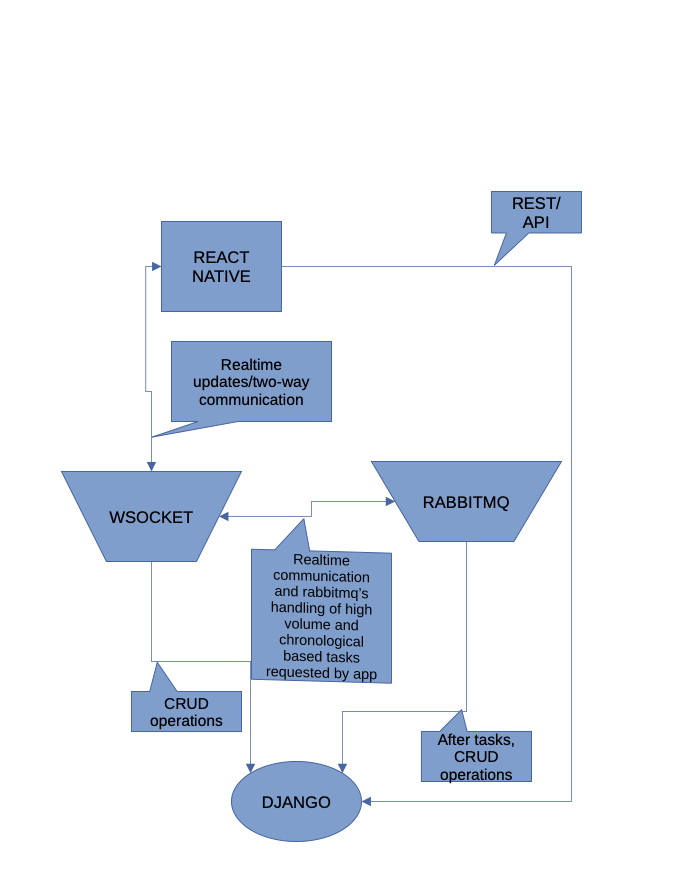 REST/
API
REACT
NATIVE
Realtime
updates/two-way
communication
WSOCKET
RABBITMQ
Realtime
communication
and rabbitmq's
handling of high
volume and
chronological
based tasks
requested by app
CRUD
operations
After tasks,
CRUD
operations
DJANGO